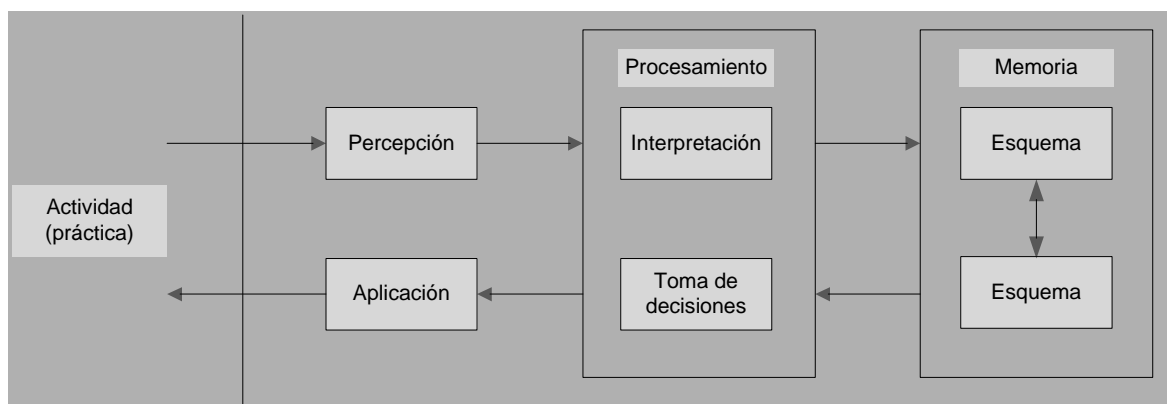 Procesamiento
Memoria
Percepción
Interpretación
Esquema
Actividad
(práctica)
Aplicación
Toma de
decisiones
Esquema